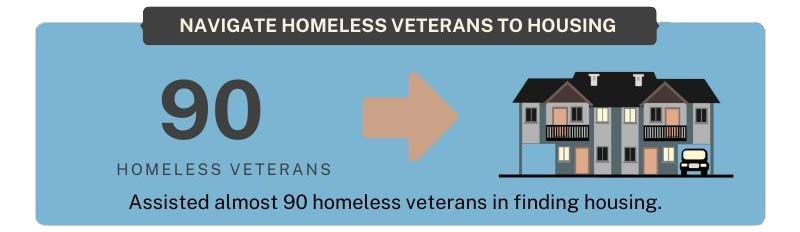 NAVIGATE HOMELESS VETERANS TO HOUSING
90
HOMELESS VETERANS
Assisted almost 90 homeless veterans in finding housing.